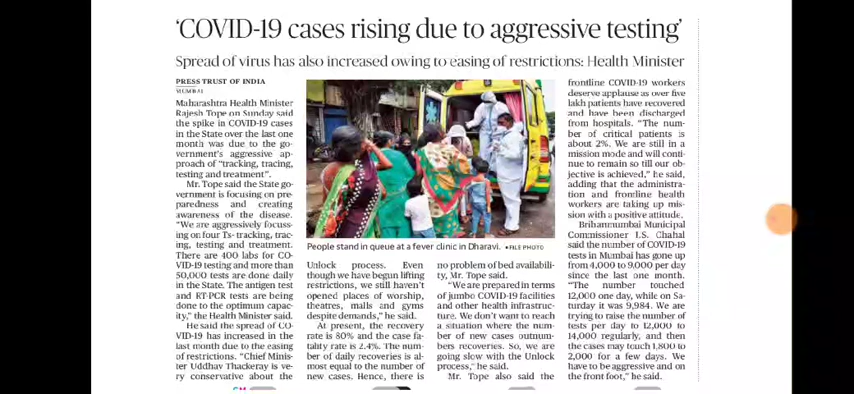 ‘COVID-19 cases rising due to aggressive testing’
Spread of virus has also increased owing to easing of restrictions: Health Minister
PRESS TRUST OF INDIA
MUMBAI
Maharashtra Health Minister
Rajesh Tope on Sunday said
the spike in COVID-19 cases
in the State over the last one
month was due to the go-
vernment’s aggressive ap-
proach of “tracking, tracing,
testing and treatment”.
Mr. Tope said the State go-
vernment is focusing on pre-
paredness and creating
awareness of the disease.
“We are aggressively focuss-
ing on four Ts- tracking, trac-
ing, testing and treatment.
There are 400 labs for CO-
VID-19 testing and more than
50,000 tests are done daily
in the State. The antigen test
and RT-PCR tests are being
done to the optimum capac-
ity,” the Health Minister said.
He said the spread of CO-
VID-19 has increased in the
last month due to the easing
of restrictions. “Chief Minis-
ter Uddhav Thackeray is ve-
ry conservative about the
People stand in queue at a fever clinic in Dharavi. •FILE PHOTO
Unlock process. Even
though we have begun lifting
restrictions, we still haven’t
opened places of worship,
theatres, malls and gyms
despite demands,” he said.
At present, the recovery
rate is 80% and the case fa-
tality rate is 2.4%. The num-
ber of daily recoveries is al-
most equal to the number of
new cases. Hence, there is
no problem of bed availabili-
ty, Mr. Tope said.
“We are prepared in terms
of jumbo COVID-19 facilities
and other health infrastruc-
ture. We don’t want to reach
a situation where the num-
ber of new cases outnum-
bers recoveries. So, we are
going slow with the Unlock
process,” he said.
Mr. Tope also said the
frontline COVID-19 workers
deserve applause as over five
lakh patients have recovered
and have been discharged
from hospitals. “The num-
ber of critical patients is
about 2%. We are still in a
mission mode and will conti-
nue to remain so till our ob-
jective is achieved,” he said,
adding that the administra-
tion and frontline health
workers are taking up mis-
sion with a positive attitude.
Brihanmumbai Municipal
Commissioner I.S. Chahal
said the number of COVID-19
tests in Mumbai has gone up
from 4,000 to 9,000 per day
since the last one month.
“The number touched
12,000 one day, while on Sa-
turday it was 9,984. We are
trying to raise the number of
tests per day to 12,000 to
14,000 regularly, and then
the cases may touch 1,800 to
2,000 for a few days. We
have to be aggressive and on
the front foot,” he said.